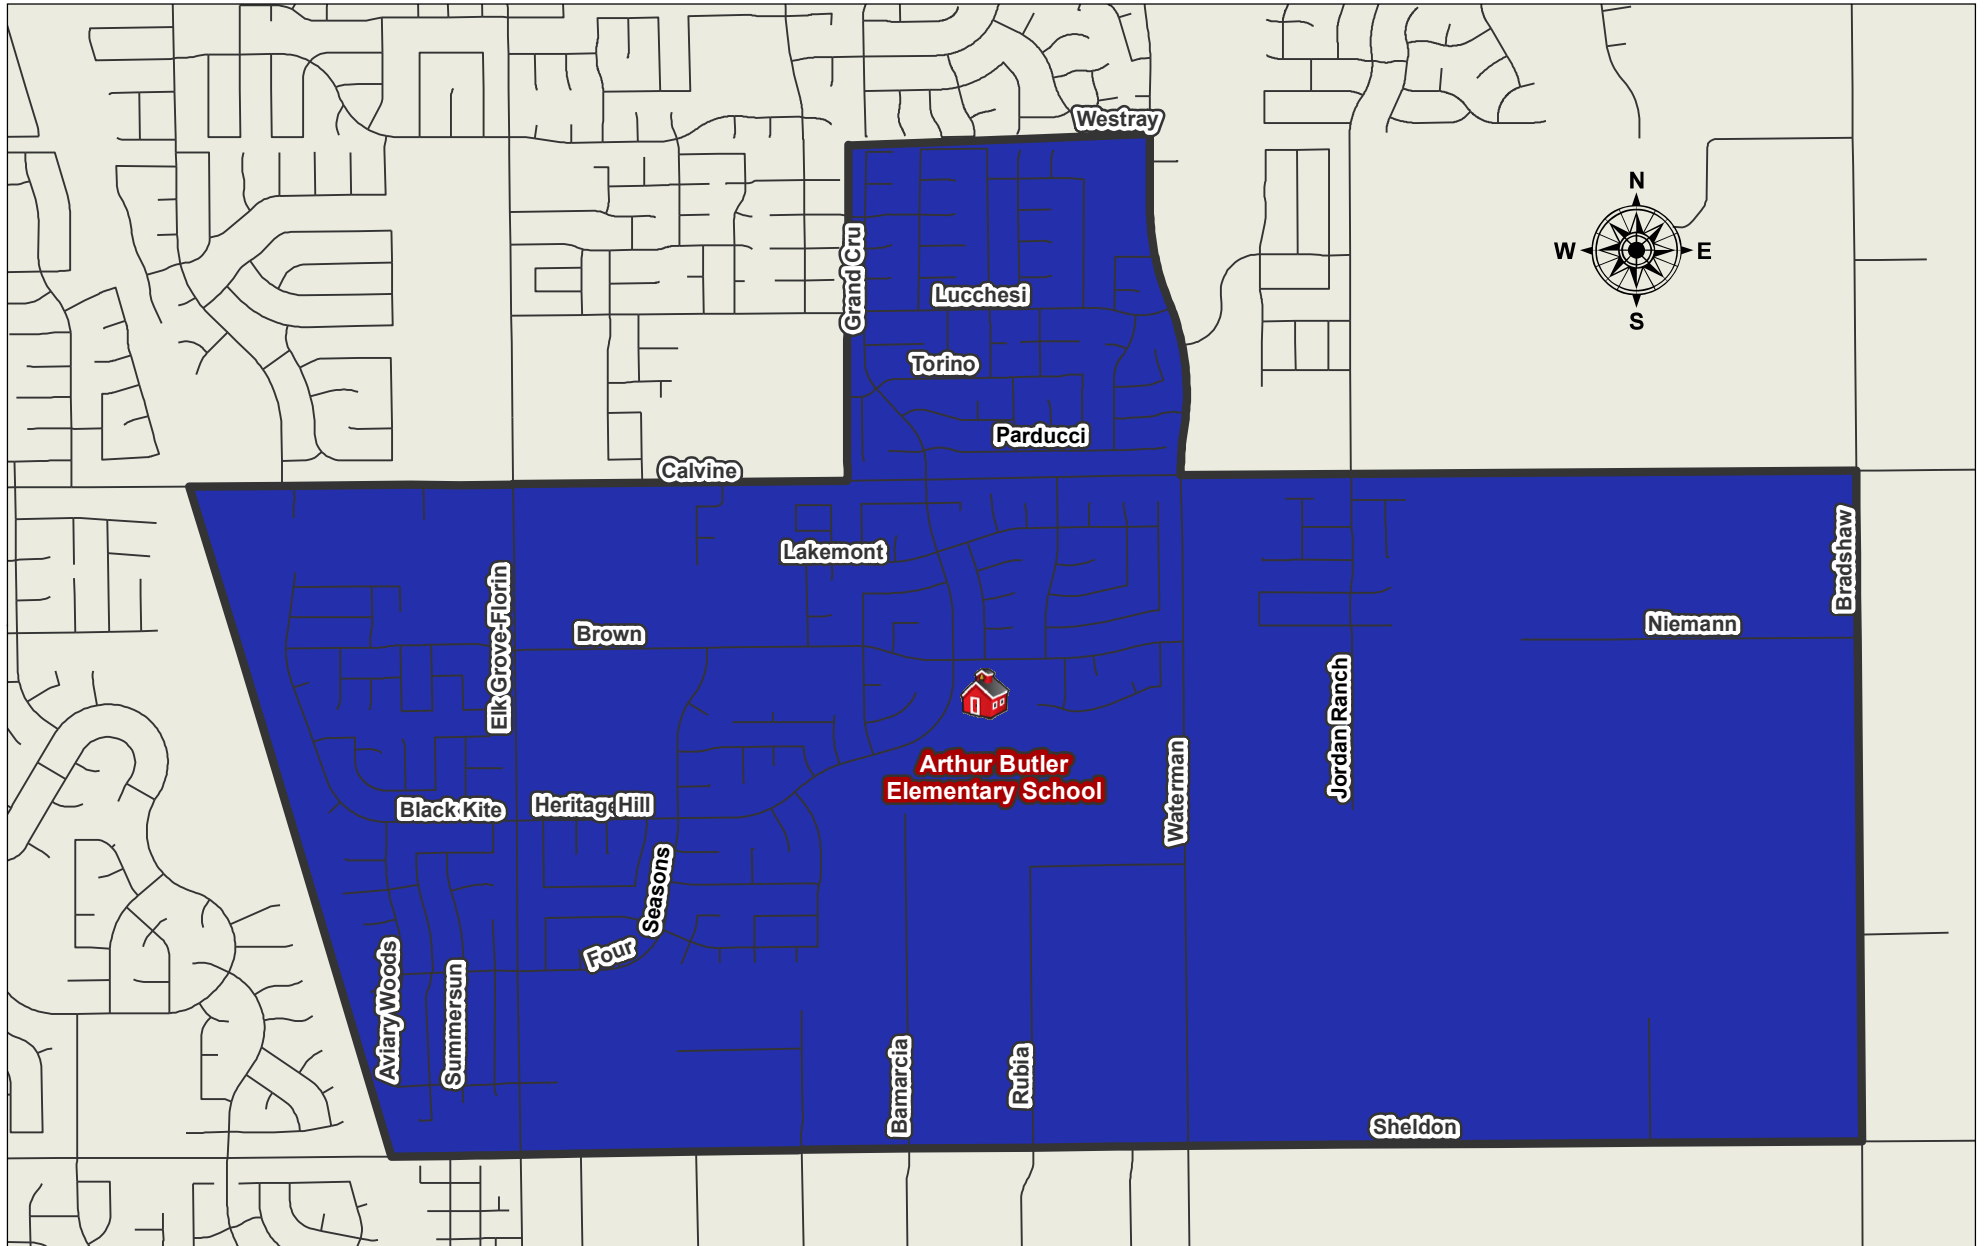 Westray
N
W
E
S
Grand Cru
Lucchesi
Torino
Parducci
Calvine
Lakemont
Bradshaw
Elk Grove-Florin
Brown
Niemann
Jordan Ranch
Arthur Butler
Elementary School
Waterman
Black Kite
Heritage Hill
Seasons
Four
Aviary Woods
Summersun
Bamarcia
Rubia
Sheldon